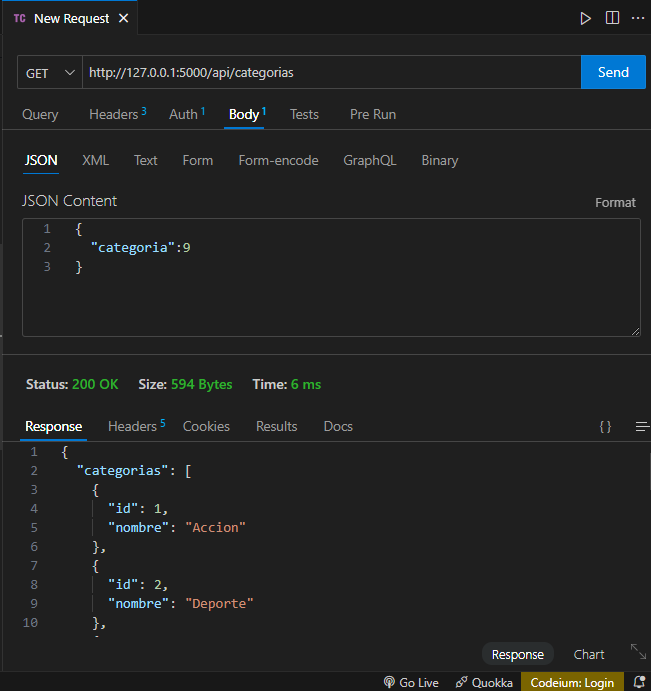 TC New Request
GET http://127.0.0.1:5000/api/categorias Send
Query Headers 3 Auth 1 Body 1 Tests Pre Run
JSON XML Text Form Form-encode GraphQL Binary
JSON Content Format
1 {
2 "categoria":9
3 }
Status: 200 OK Size: 594 Bytes Time: 6 ms
Response Headers 5 Cookies Results Docs { }
1 {
2 "categorias": [
3 {
4 "id": 1,
5 "nombre": "Accion"
6 },
7 {
8 "id": 2,
9 "nombre": "Deporte"
10 },
Response Chart
Go Live Quokka Codeium: Login